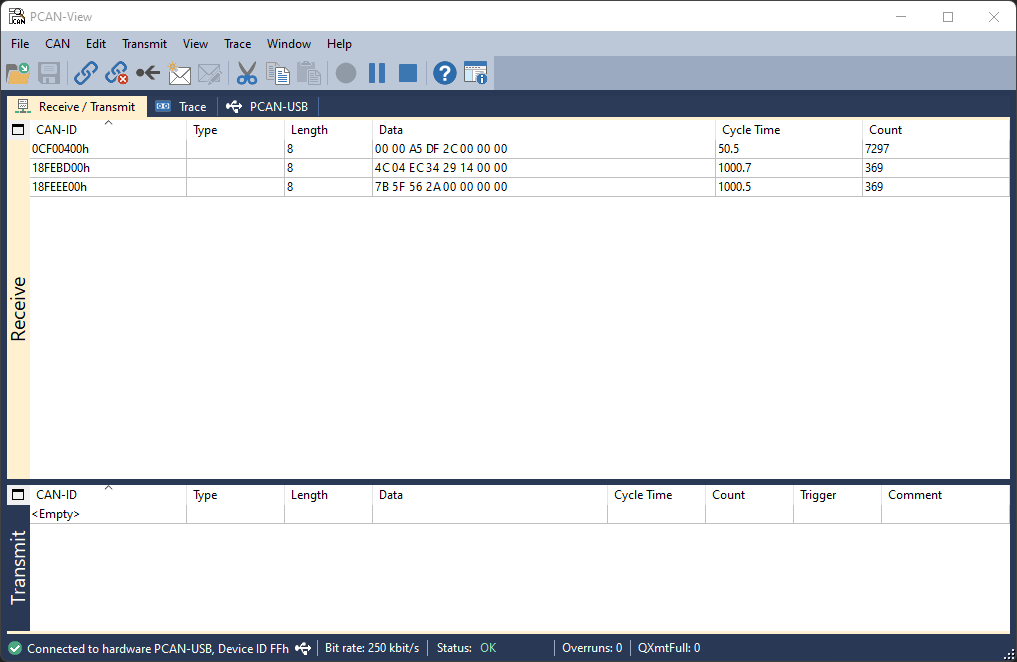 PCAN-View
File CAN Edit Transmit View Trace Window Help
Receive / Transmit Trace PCAN-USB
CAN-ID Type Length Data Cycle Time Count
0CF00400h 8 00 00 A5 DF 2C 00 00 00 50.5 7297
18FEBD00h 8 4C 04 EC 34 29 14 00 00 1000.7 369
18FEEE00h 8 7B 5F 56 2A 00 00 00 00 1000.5 369
Receive
CAN-ID Type Length Data Cycle Time Count Trigger Comment
<Empty>
Transmit
Connected to hardware PCAN-USB, Device ID FFh Bit rate: 250 kbit/s Status: OK Overruns: 0 QXmtFull: 0